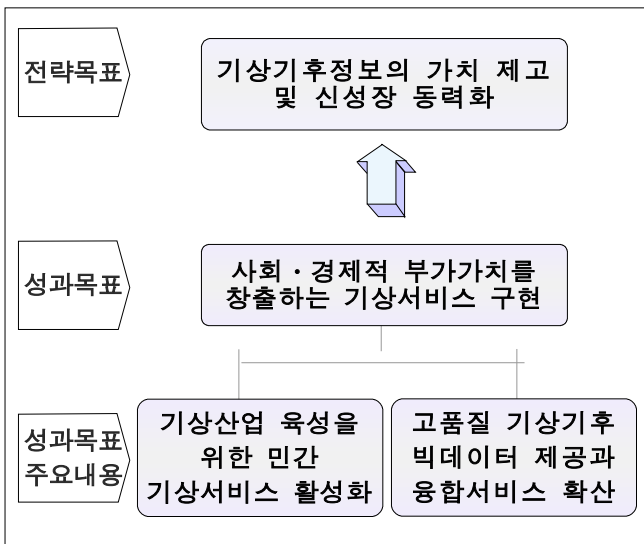 전략목표
기상기후정보의 가치 제고
및 신성장 동력화
성과목표
사회・경제적 부가가치를
창출하는 기상서비스 구현
성과목표
주요내용
기상산업 육성을
위한 민간
기상서비스 활성화
고품질 기상기후
빅데이터 제공과
융합서비스 확산